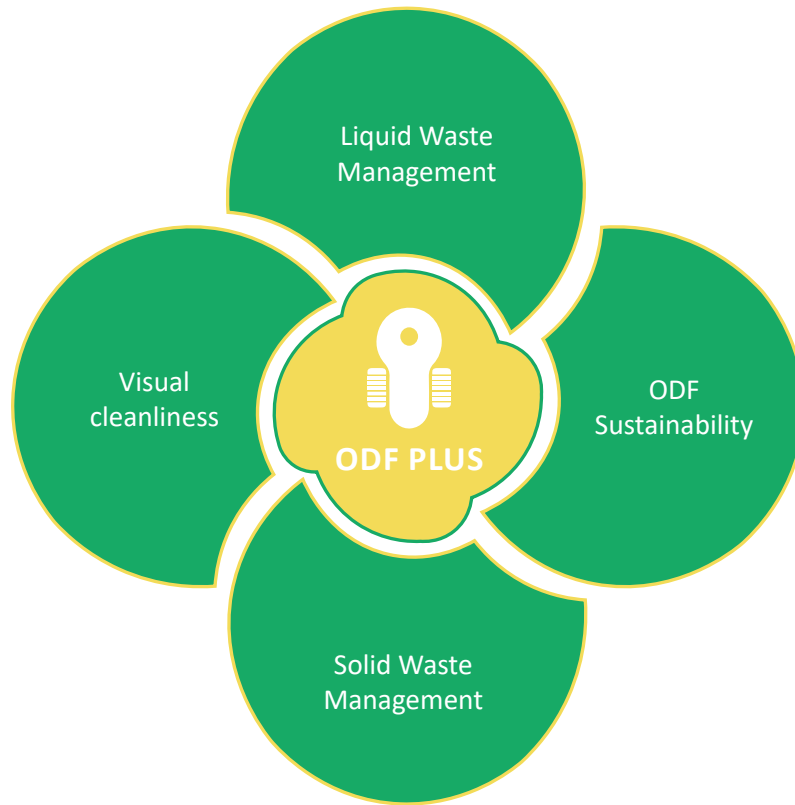 Liquid Waste
Management
Visual
cleanliness
ODF
Sustainability
ODF PLUS
Solid Waste
Management